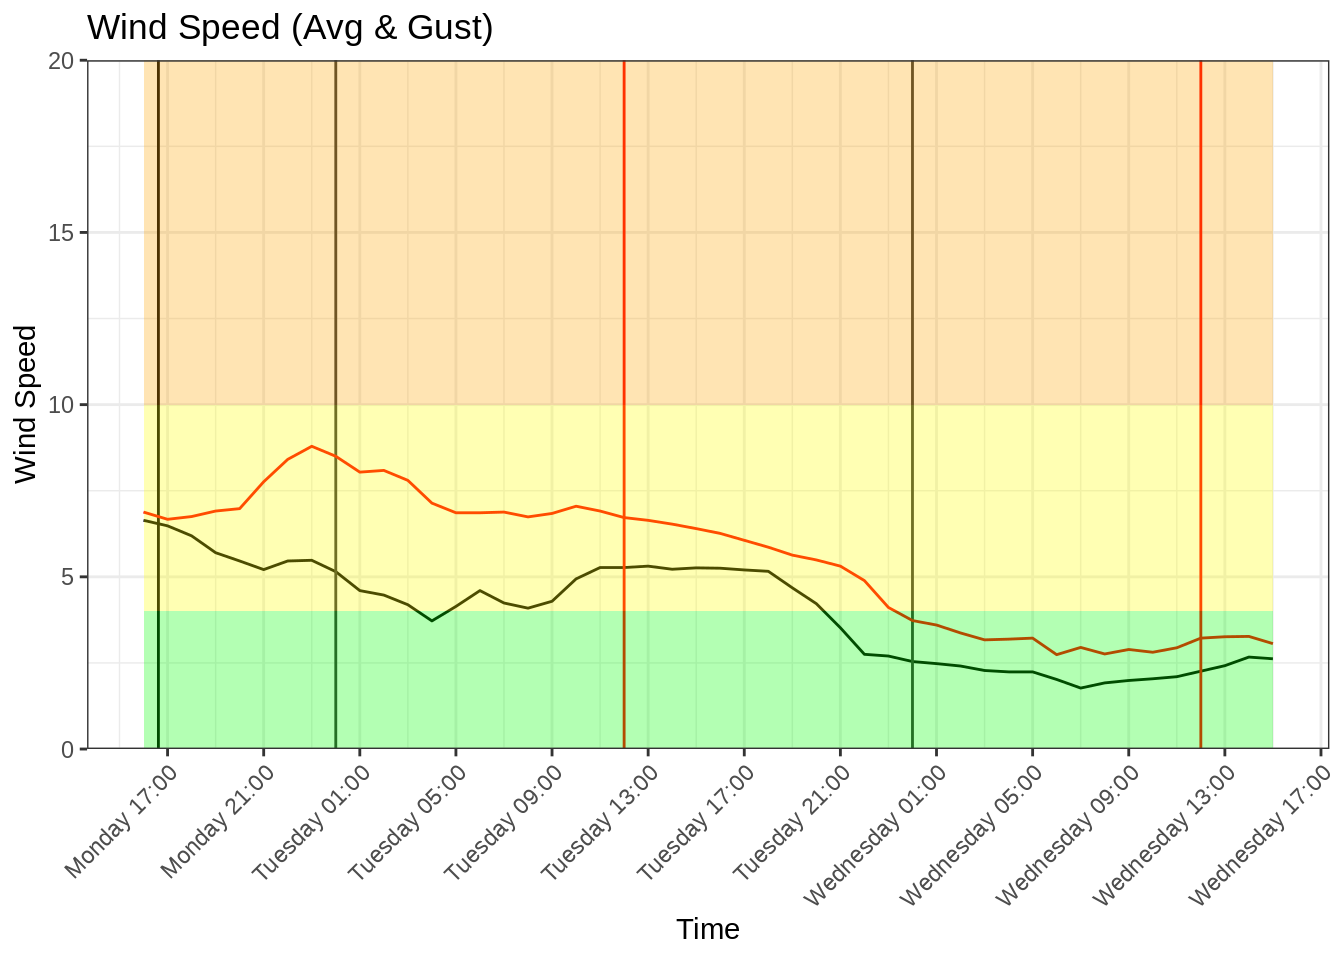 Wind Speed (Avg & Gust)
20
15
10
5
0
Wind Speed
Monday 17:00
Monday 21:00
Tuesday 01:00
Tuesday 05:00
Tuesday 09:00
Tuesday 13:00
Tuesday 17:00
Tuesday 21:00
Wednesday 01:00
Wednesday 05:00
Wednesday 09:00
Wednesday 13:00
Wednesday 17:00
Time